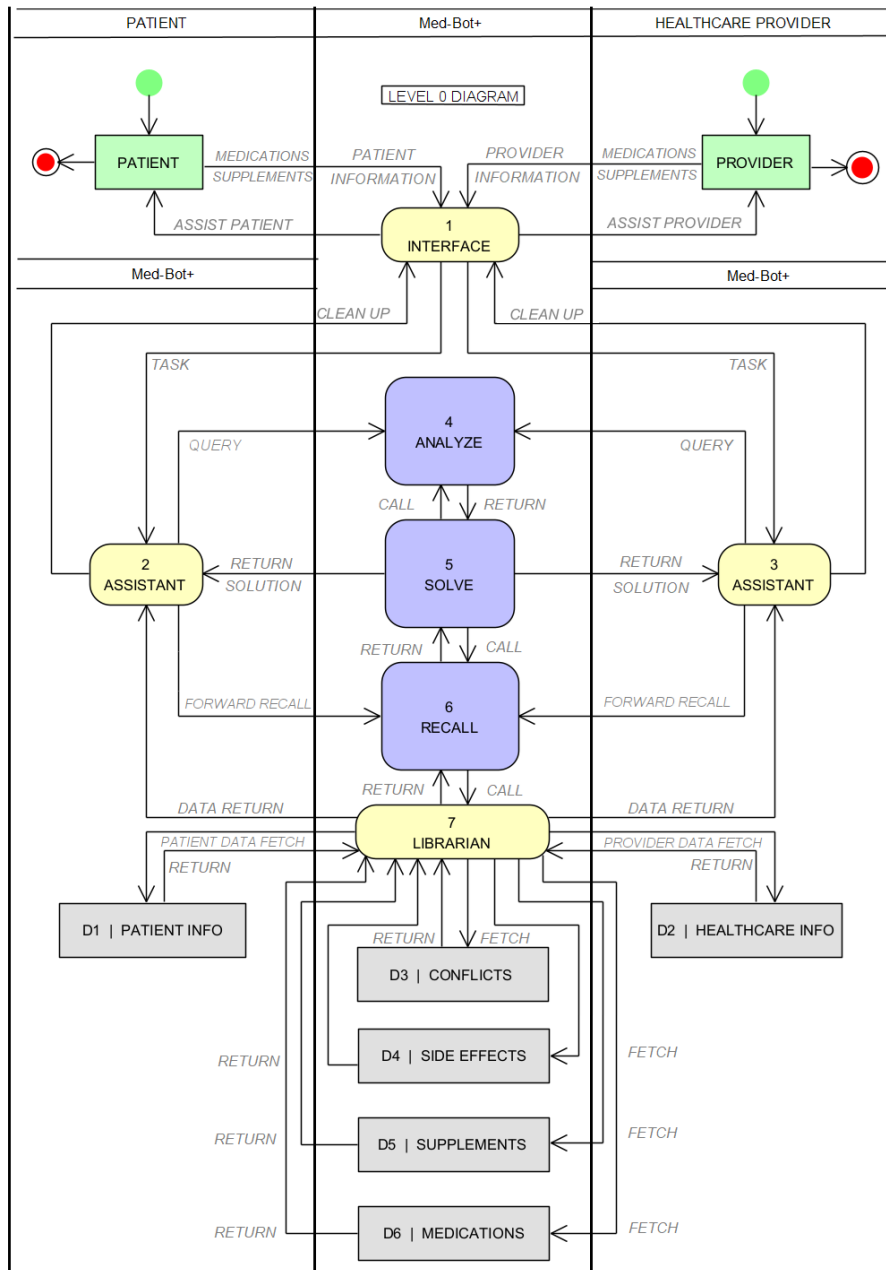 PATIENT
Med-Bot+
HEALTHCARE PROVIDER
LEVEL 0 DIAGRAM
PATIENT
MEDICATIONS
SUPPLEMENTS
PATIENT
INFORMATION
PROVIDER
INFORMATION
MEDICATIONS
SUPPLEMENTS
PROVIDER
ASSIST PATIENT
1
INTERFACE
ASSIST PROVIDER
Med-Bot+
Med-Bot+
CLEAN UP
CLEAN UP
TASK
TASK
4
ANALYZE
QUERY
QUERY
CALL
RETURN
2
ASSISTANT
RETURN
SOLUTION
5
SOLVE
RETURN
SOLUTION
3
ASSISTANT
RETURN
CALL
FORWARD RECALL
6
RECALL
FORWARD RECALL
RETURN
CALL
DATA RETURN
DATA RETURN
7
LIBRARIAN
PATIENT DATA FETCH
RETURN
PROVIDER DATA FETCH
RETURN
D1 | PATIENT INFO
D2 | HEALTHCARE INFO
RETURN
FETCH
D3 | CONFLICTS
D4 | SIDE EFFECTS
RETURN
FETCH
D5 | SUPPLEMENTS
RETURN
FETCH
D6 | MEDICATIONS
RETURN
FETCH